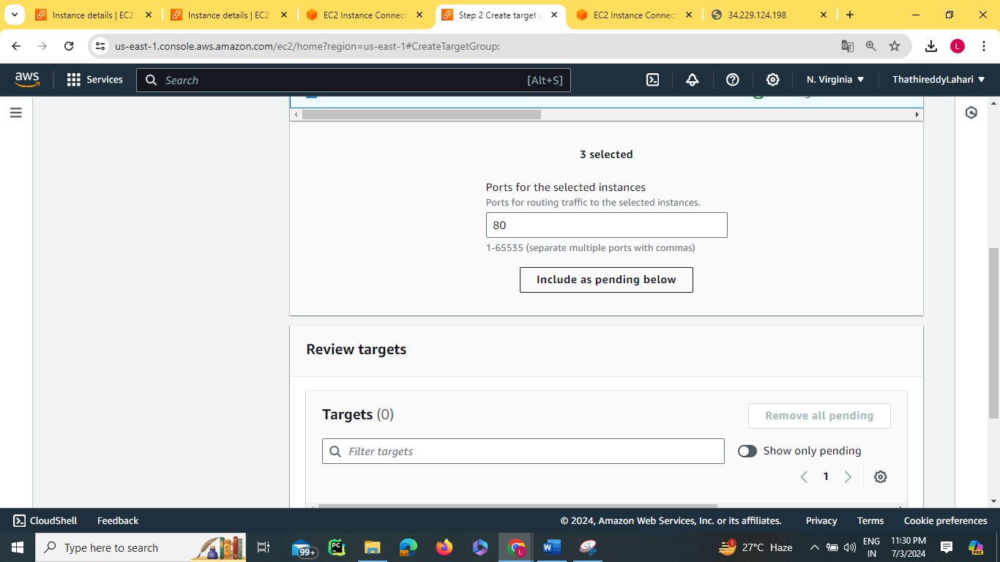 Instance details | EC2
Instance details | EC2
EC2 Instance Connect
Step 2 Create target g
EC2 Instance Connect
34.229.124.198
us-east-1.console.aws.amazon.com/ec2/home?region=us-east-1#CreateTargetGroup:
L
aws
Services
Search
[Alt+S]
N. Virginia
ThathireddyLahari
3 selected
Ports for the selected instances
Ports for routing traffic to the selected instances.
80
1-65535 (separate multiple ports with commas)
Include as pending below
Review targets
Targets (0)
Remove all pending
Filter targets
Show only pending
1
CloudShell
Feedback
© 2024, Amazon Web Services, Inc. or its affiliates.
Privacy
Terms
Cookie preferences
Type here to search
99+
PC
L
W
1
27°C Haze
ENG
IN
11:30 PM
7/3/2024
PRE